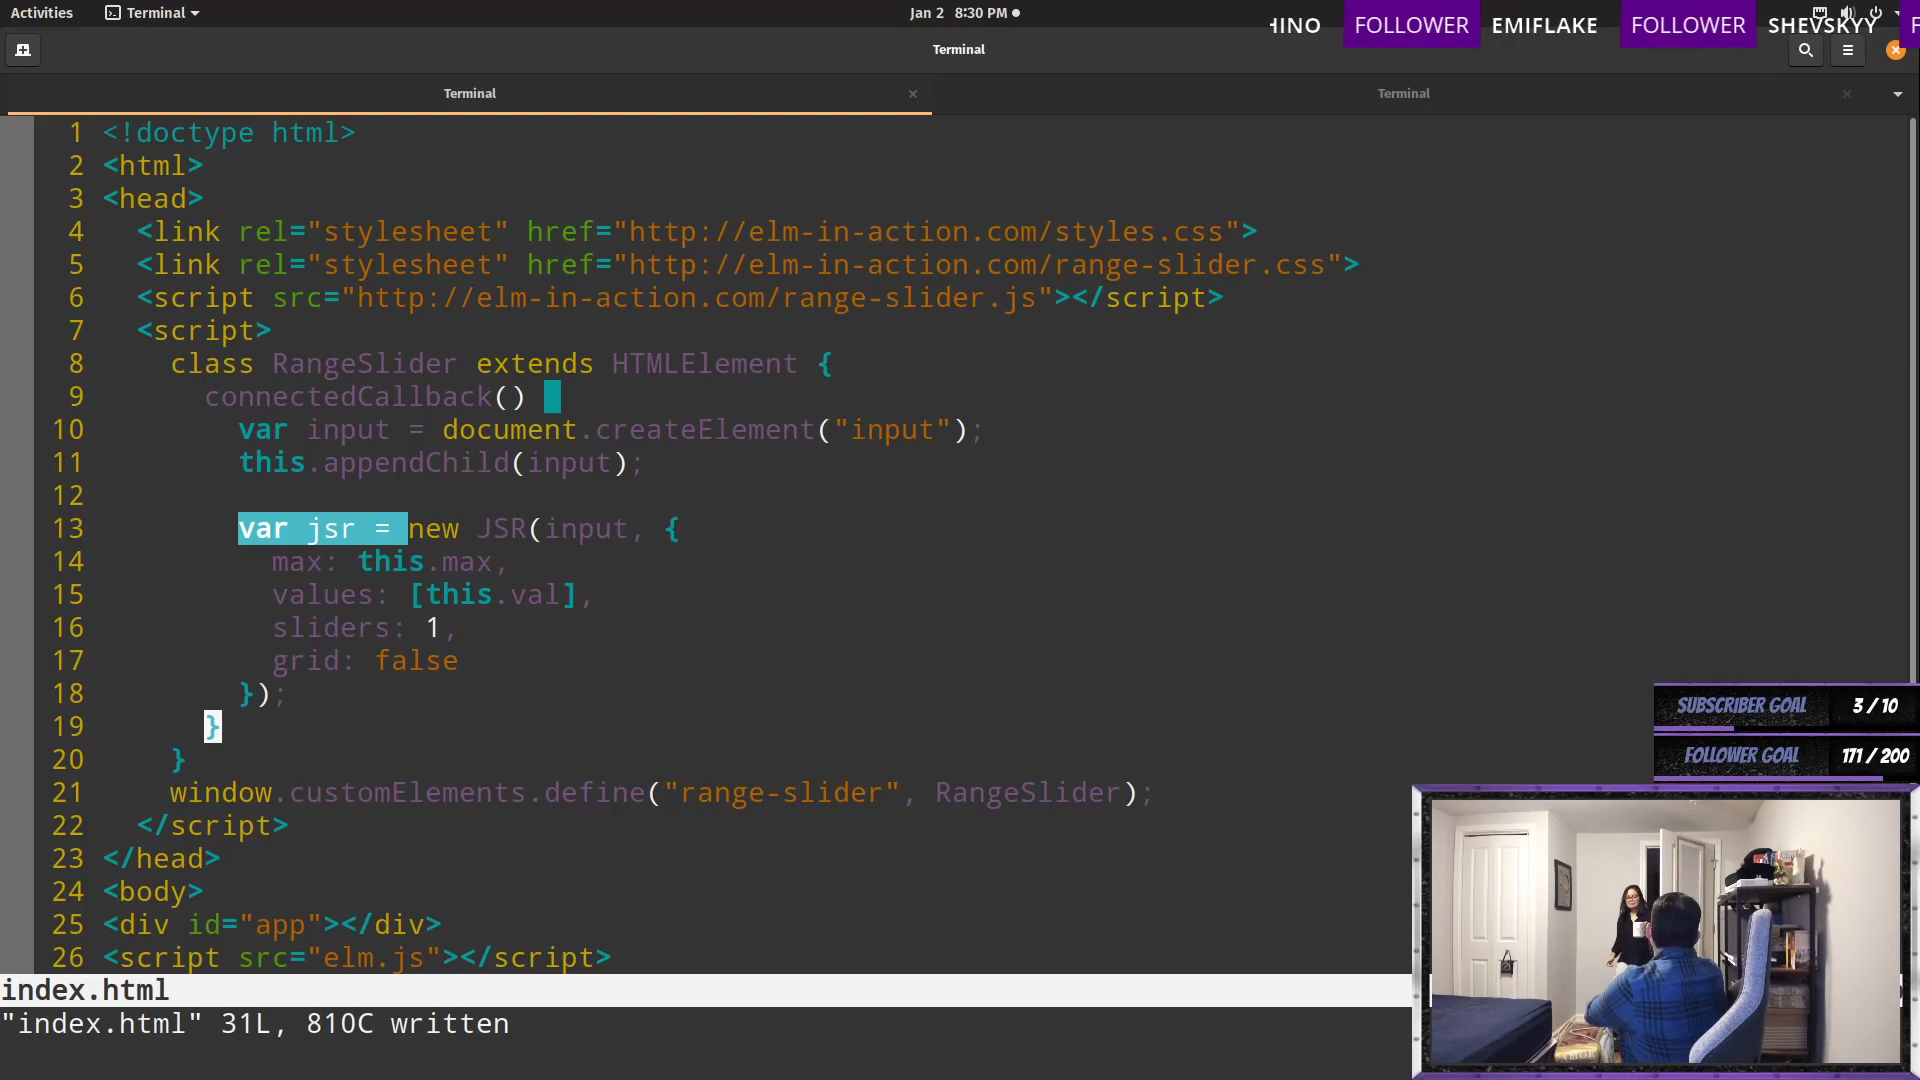 Activities Terminal Jan 2 8:30 PM
HINO FOLLOWER EMIFLAKE FOLLOWER SHEVSKYY F
Terminal
Terminal Terminal
1 <!doctype html>
2 <html>
3 <head>
4 <link rel="stylesheet" href="http://elm-in-action.com/styles.css">
5 <link rel="stylesheet" href="http://elm-in-action.com/range-slider.css">
6 <script src="http://elm-in-action.com/range-slider.js"></script>
7 <script>
8 class RangeSlider extends HTMLElement {
9 connectedCallback()
10 var input = document.createElement("input");
11 this.appendChild(input);
12
13 var jsr = new JSR(input, {
14 max: this.max,
15 values: [this.val],
16 sliders: 1,
17 grid: false
18 });
19 }
20 }
21 window.customElements.define("range-slider", RangeSlider);
22 </script>
23 </head>
24 <body>
25 <div id="app"></div>
26 <script src="elm.js"></script>
index.html
"index.html" 31L, 810C written
SUBSCRIBER GOAL 3 / 10
FOLLOWER GOAL 171 / 200
AMOR